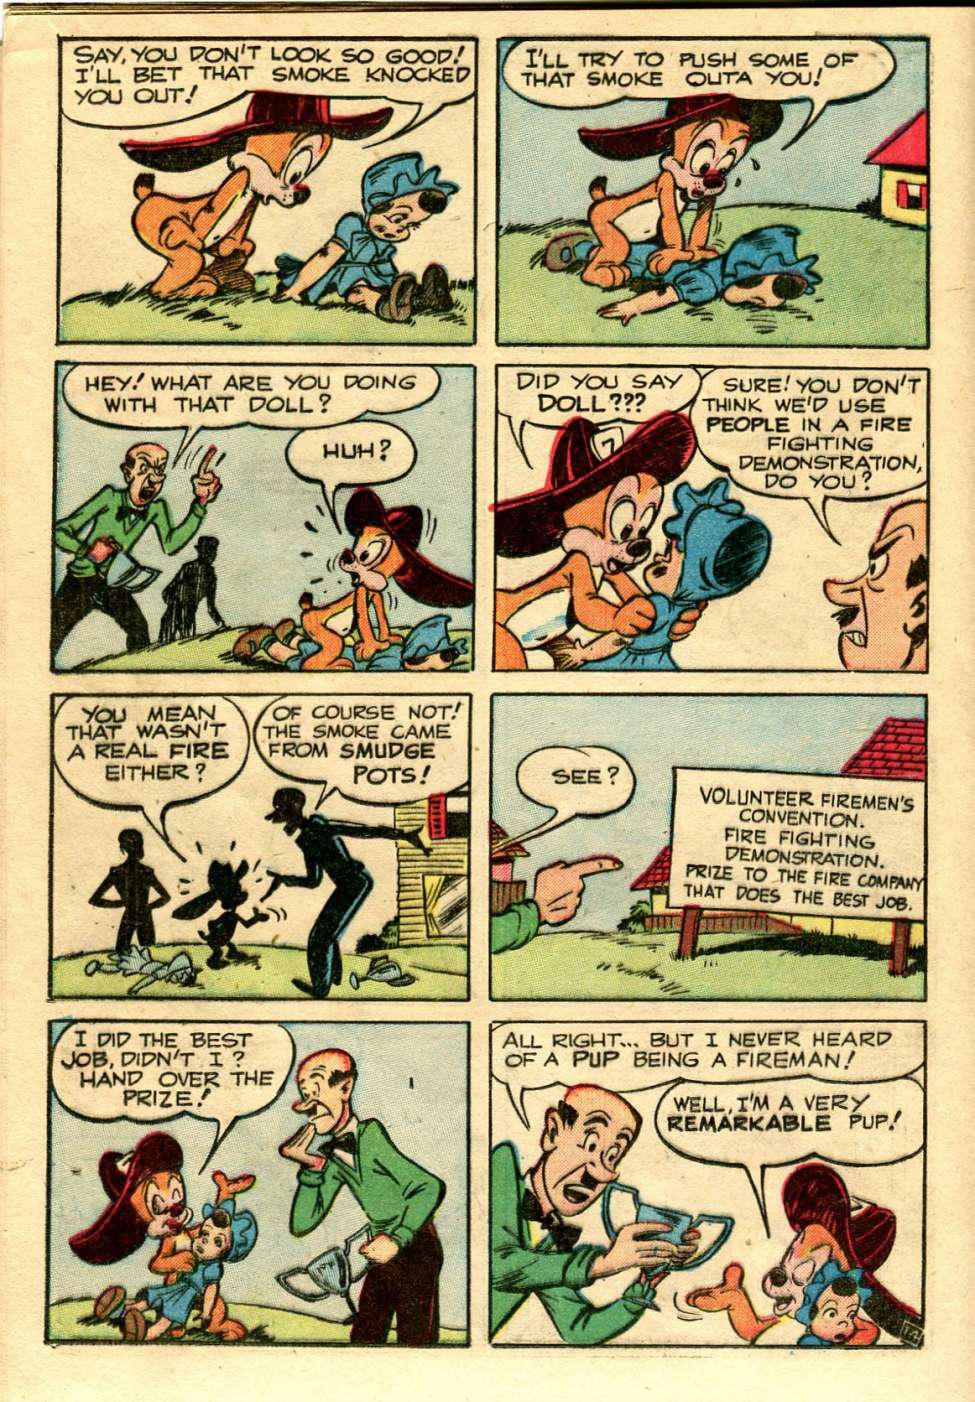 SAY, YOU DON'T LOOK SO GOOD!
I'LL BET THAT SMOKE KNOCKED
YOU OUT!
I'LL TRY TO PUSH SOME OF
THAT SMOKE OUTA YOU!
HEY! WHAT ARE YOU DOING
WITH THAT DOLL?
HUH?
DID YOU SAY
DOLL???
7
SURE! YOU DON'T
THINK WE'D USE
PEOPLE IN A FIRE
FIGHTING
DEMONSTRATION,
DO YOU?
YOU MEAN
THAT WASN'T
A REAL FIRE
EITHER?
OF COURSE NOT!
THE SMOKE CAME
FROM SMUDGE
POTS!
SEE?
VOLUNTEER FIREMEN'S
CONVENTION.
FIRE FIGHTING
DEMONSTRATION.
PRIZE TO THE FIRE COMPANY
THAT DOES THE BEST JOB.
I DID THE BEST
JOB, DIDN'T I?
HAND OVER THE
PRIZE!
ALL RIGHT... BUT I NEVER HEARD
OF A PUP BEING A FIREMAN!
WELL, I'M A VERY
REMARKABLE PUP!